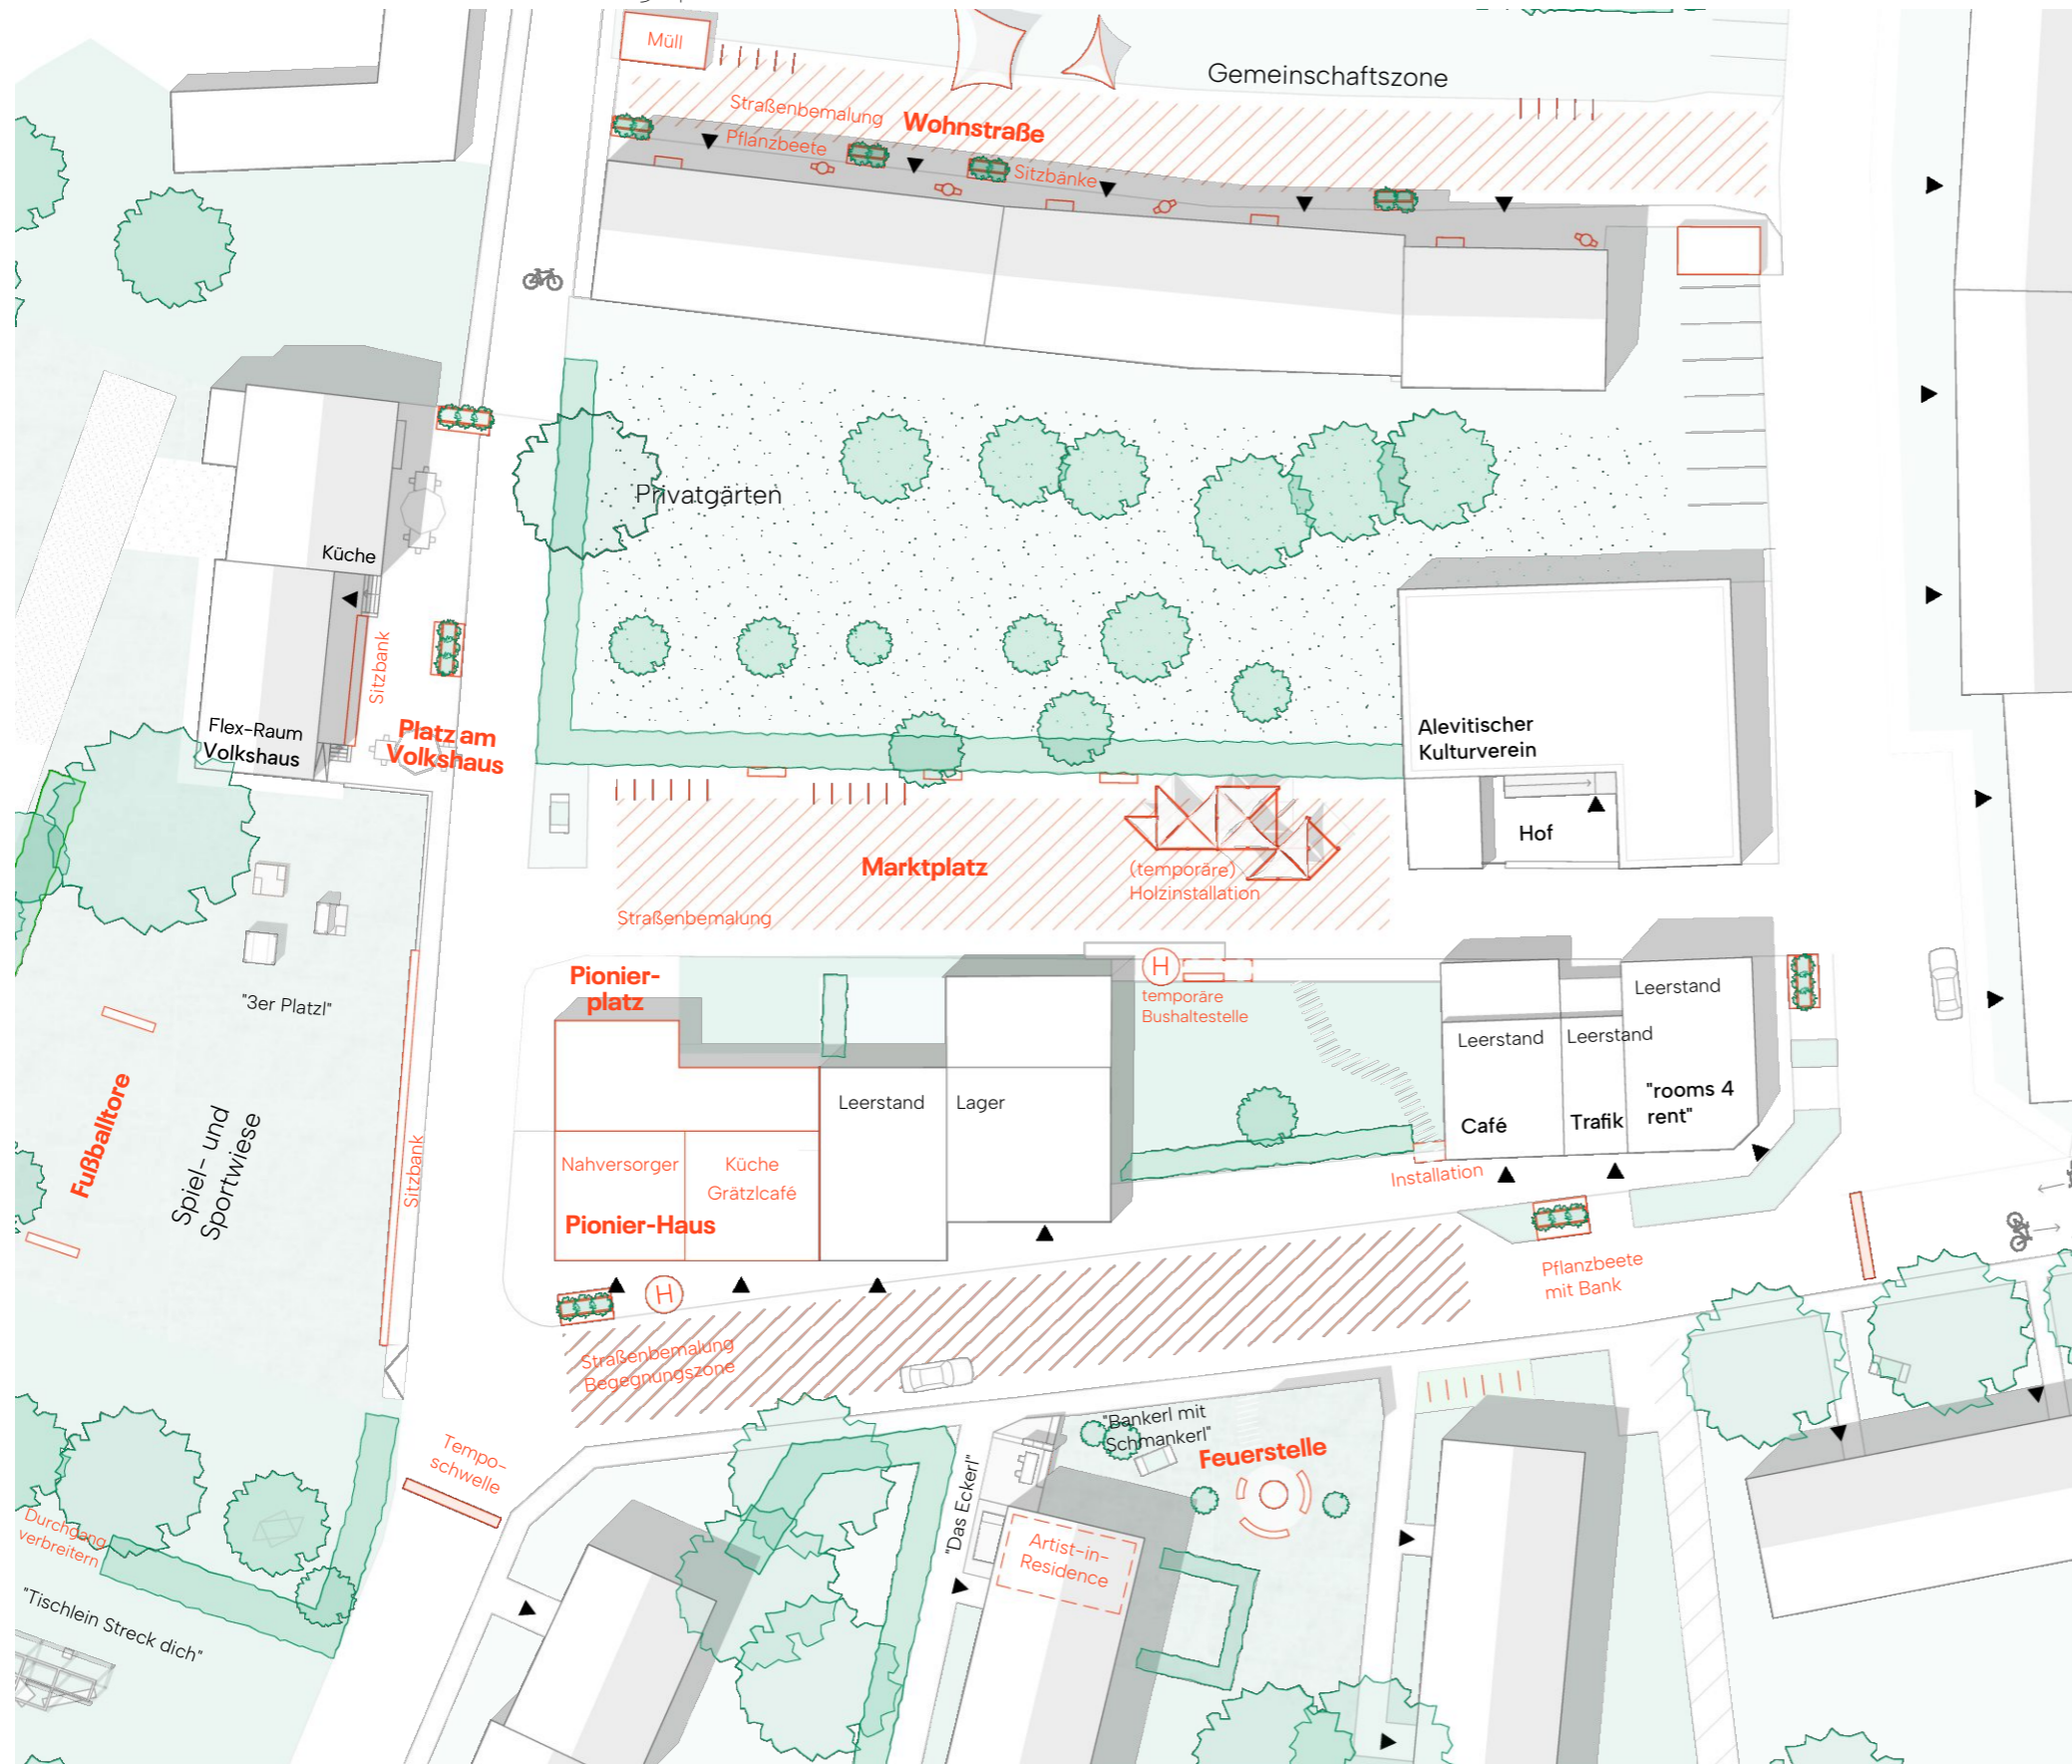 Müll
Gemeinschaftszone
Straßenbemalung
Wohnstraße
Pflanzbeete
Sitzbänke
Privatgärten
Küche
Sitzbank
Flex-Raum
Volkshaus
Platz am
Volkshaus
Alevitischer
Kulturverein
Hof
Marktplatz
(temporäre)
Holzinstallation
Straßenbemalung
"3er Platzl"
Pionier-
platz
H
temporäre
Bushaltestelle
Leerstand
Leerstand
Leerstand
Leerstand
Lager
"rooms 4
rent"
Café
Trafik
Fußballtore
Spiel- und
Sportwiese
Sitzbank
Nahversorger
Küche
Grätzlcafé
Pionier-Haus
Installation
H
Pflanzbeete
mit Bank
Straßenbemalung
Begegnungszone
"Bankerl mit
Schmankerl"
Feuerstelle
Tempo-
schwelle
"Das Eckerl"
Durchgang
verbreitern
Artist-in-
Residence
"Tischlein Streck dich"